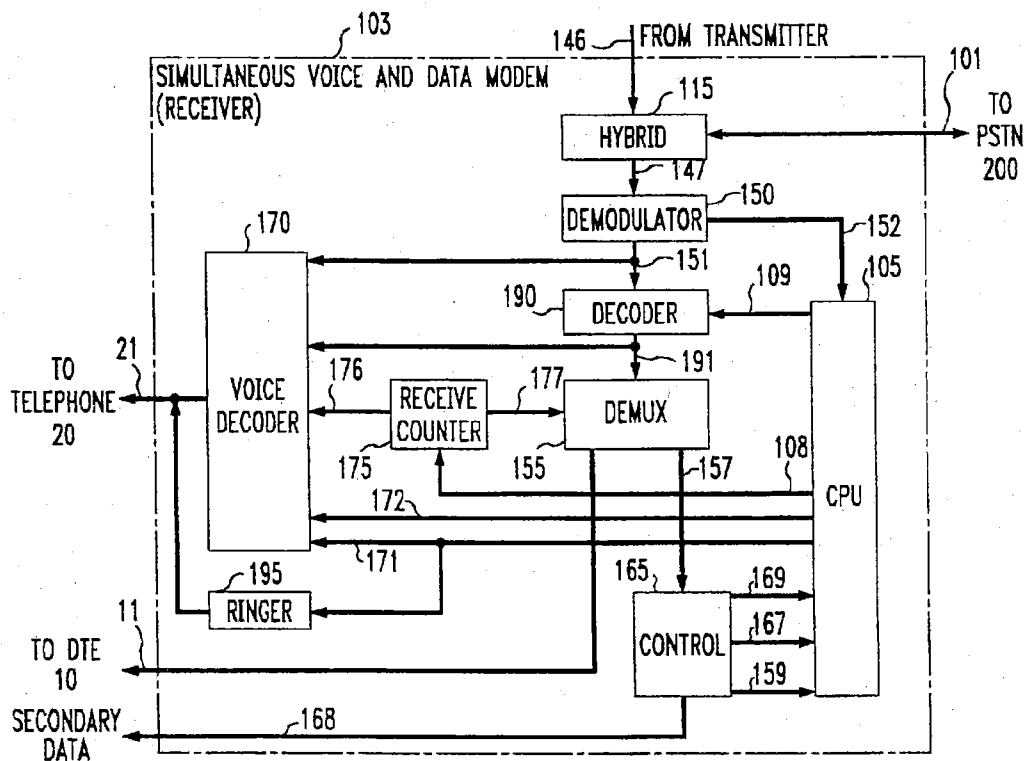 103
146
FROM TRANSMITTER
SIMULTANEOUS VOICE AND DATA MODEM
(RECEIVER)
101
115
HYBRID
TO
PSTN
200
147
150
DEMODULATOR
152
170
151
105
190
DECODER
109
191
21
TO
TELEPHONE
20
VOICE
DECODER
176
RECEIVE
COUNTER
177
DEMUX
175
155
157
108
CPU
172
171
195
RINGER
165
CONTROL
169
167
159
11
TO DTE
10
SECONDARY
DATA
168